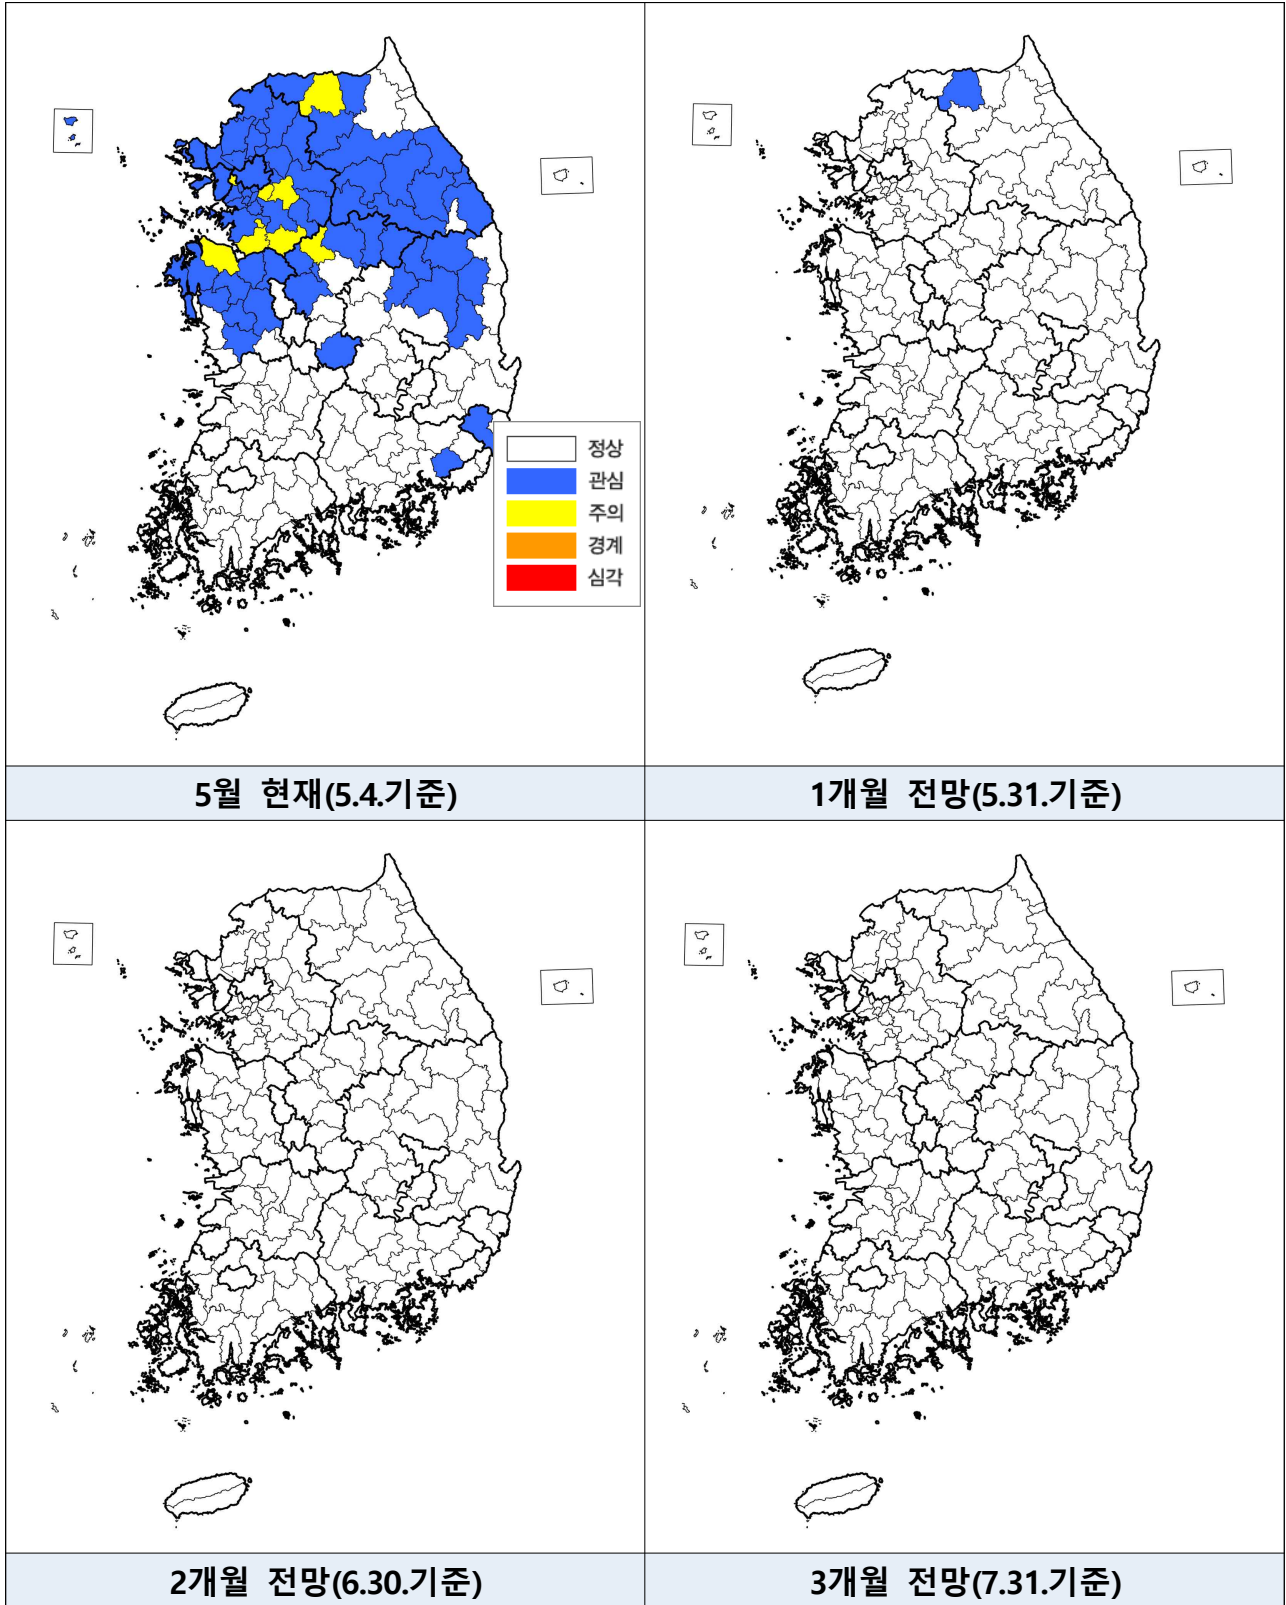 정상
관심
주의
경계
심각
5월 현재(5.4.기준)
1개월 전망(5.31.기준)
2개월 전망(6.30.기준)
3개월 전망(7.31.기준)